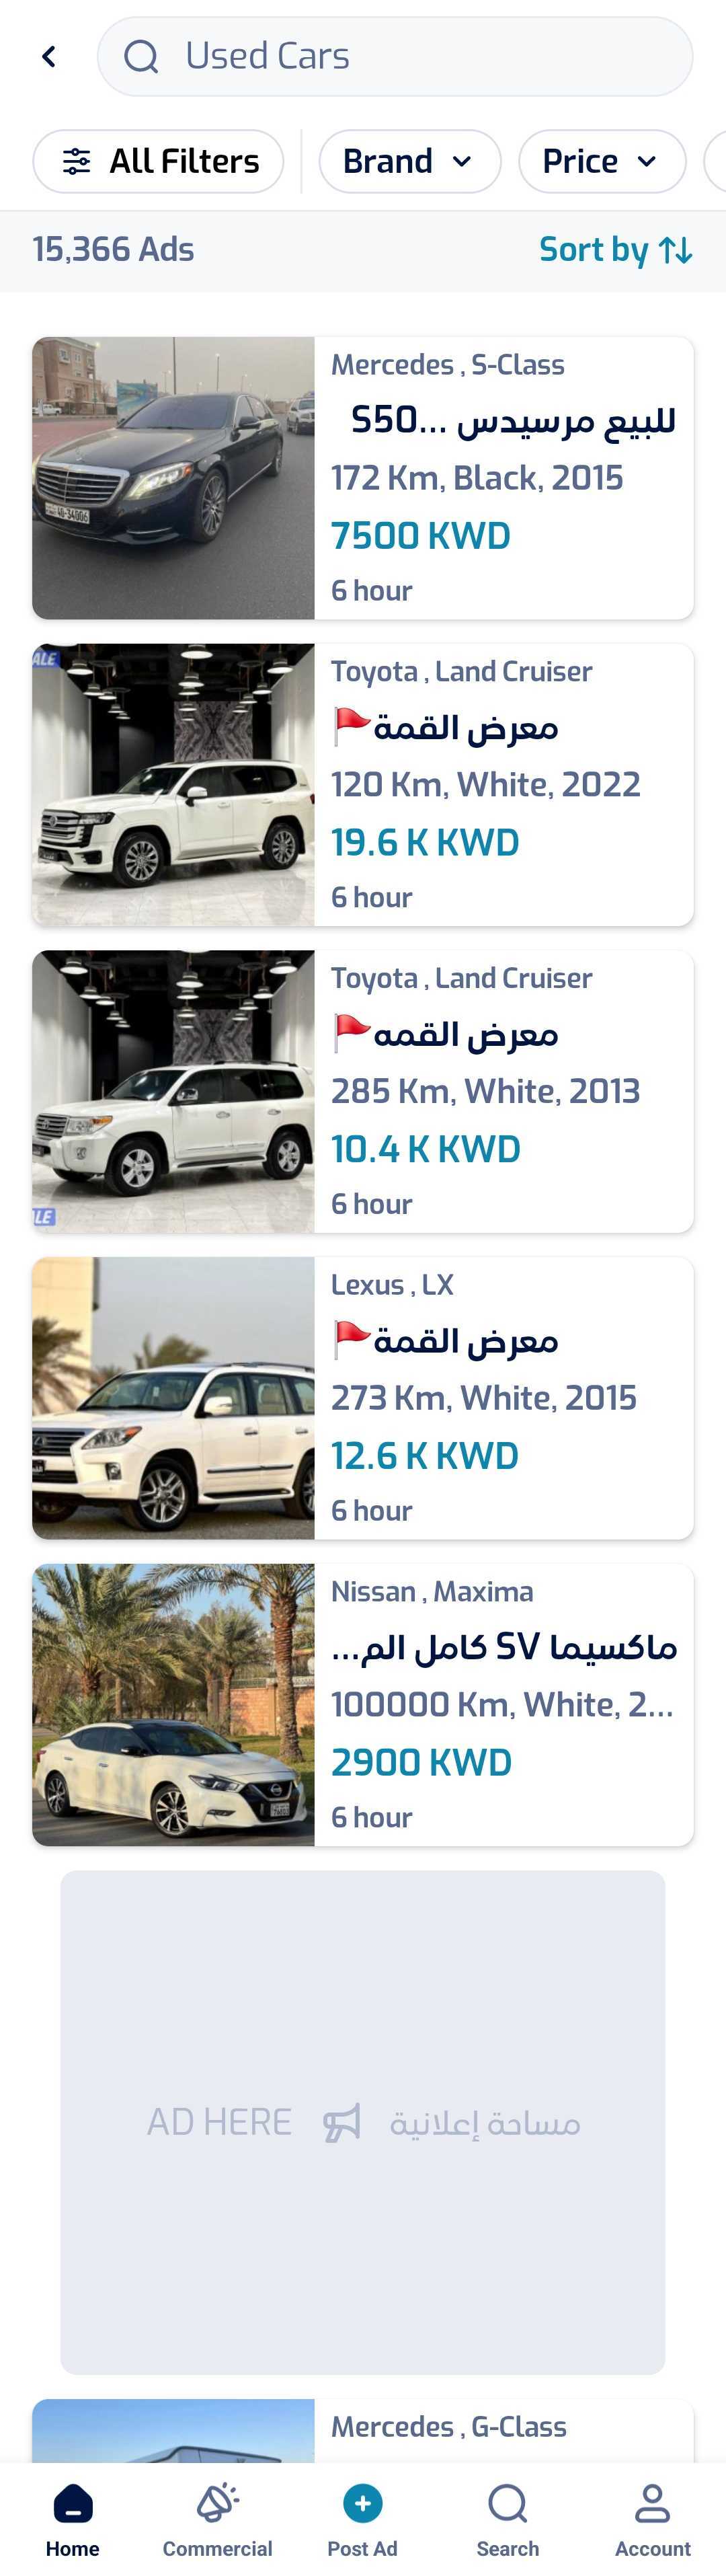 Used Cars
All Filters
Brand
Price
15,366 Ads
Sort by
Mercedes , S-Class
للبيع مرسيدس ...S50
172 Km, Black, 2015
7500 KWD
6 hour
ALE
Toyota , Land Cruiser
معرض القمة🚩
120 Km, White, 2022
19.6 K KWD
6 hour
Toyota , Land Cruiser
معرض القمه🚩
285 Km, White, 2013
10.4 K KWD
6 hour
LE
Lexus , LX
معرض القمة🚩
273 Km, White, 2015
12.6 K KWD
6 hour
Nissan , Maxima
ماكسيما SV كامل الم...
100000 Km, White, 2...
2900 KWD
6 hour
AD HERE مساحة إعلانية
Mercedes , G-Class
Home
Commercial
Post Ad
Search
Account